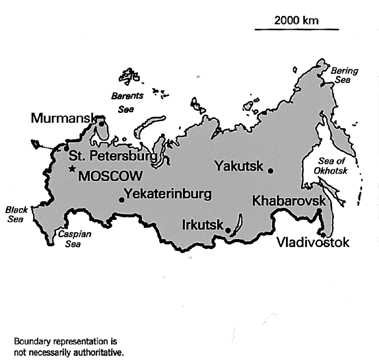 2000 km
Bering
Sea
Barents
Sea
Murmansk
St. Petersburg
MOSCOW
Yakutsk
Sea of
Okhotsk
Yekaterinburg
Khabarovsk
Black
Sea
Caspian
Sea
Irkutsk
Vladivostok
Boundary representation is
not necessarily authoritative.